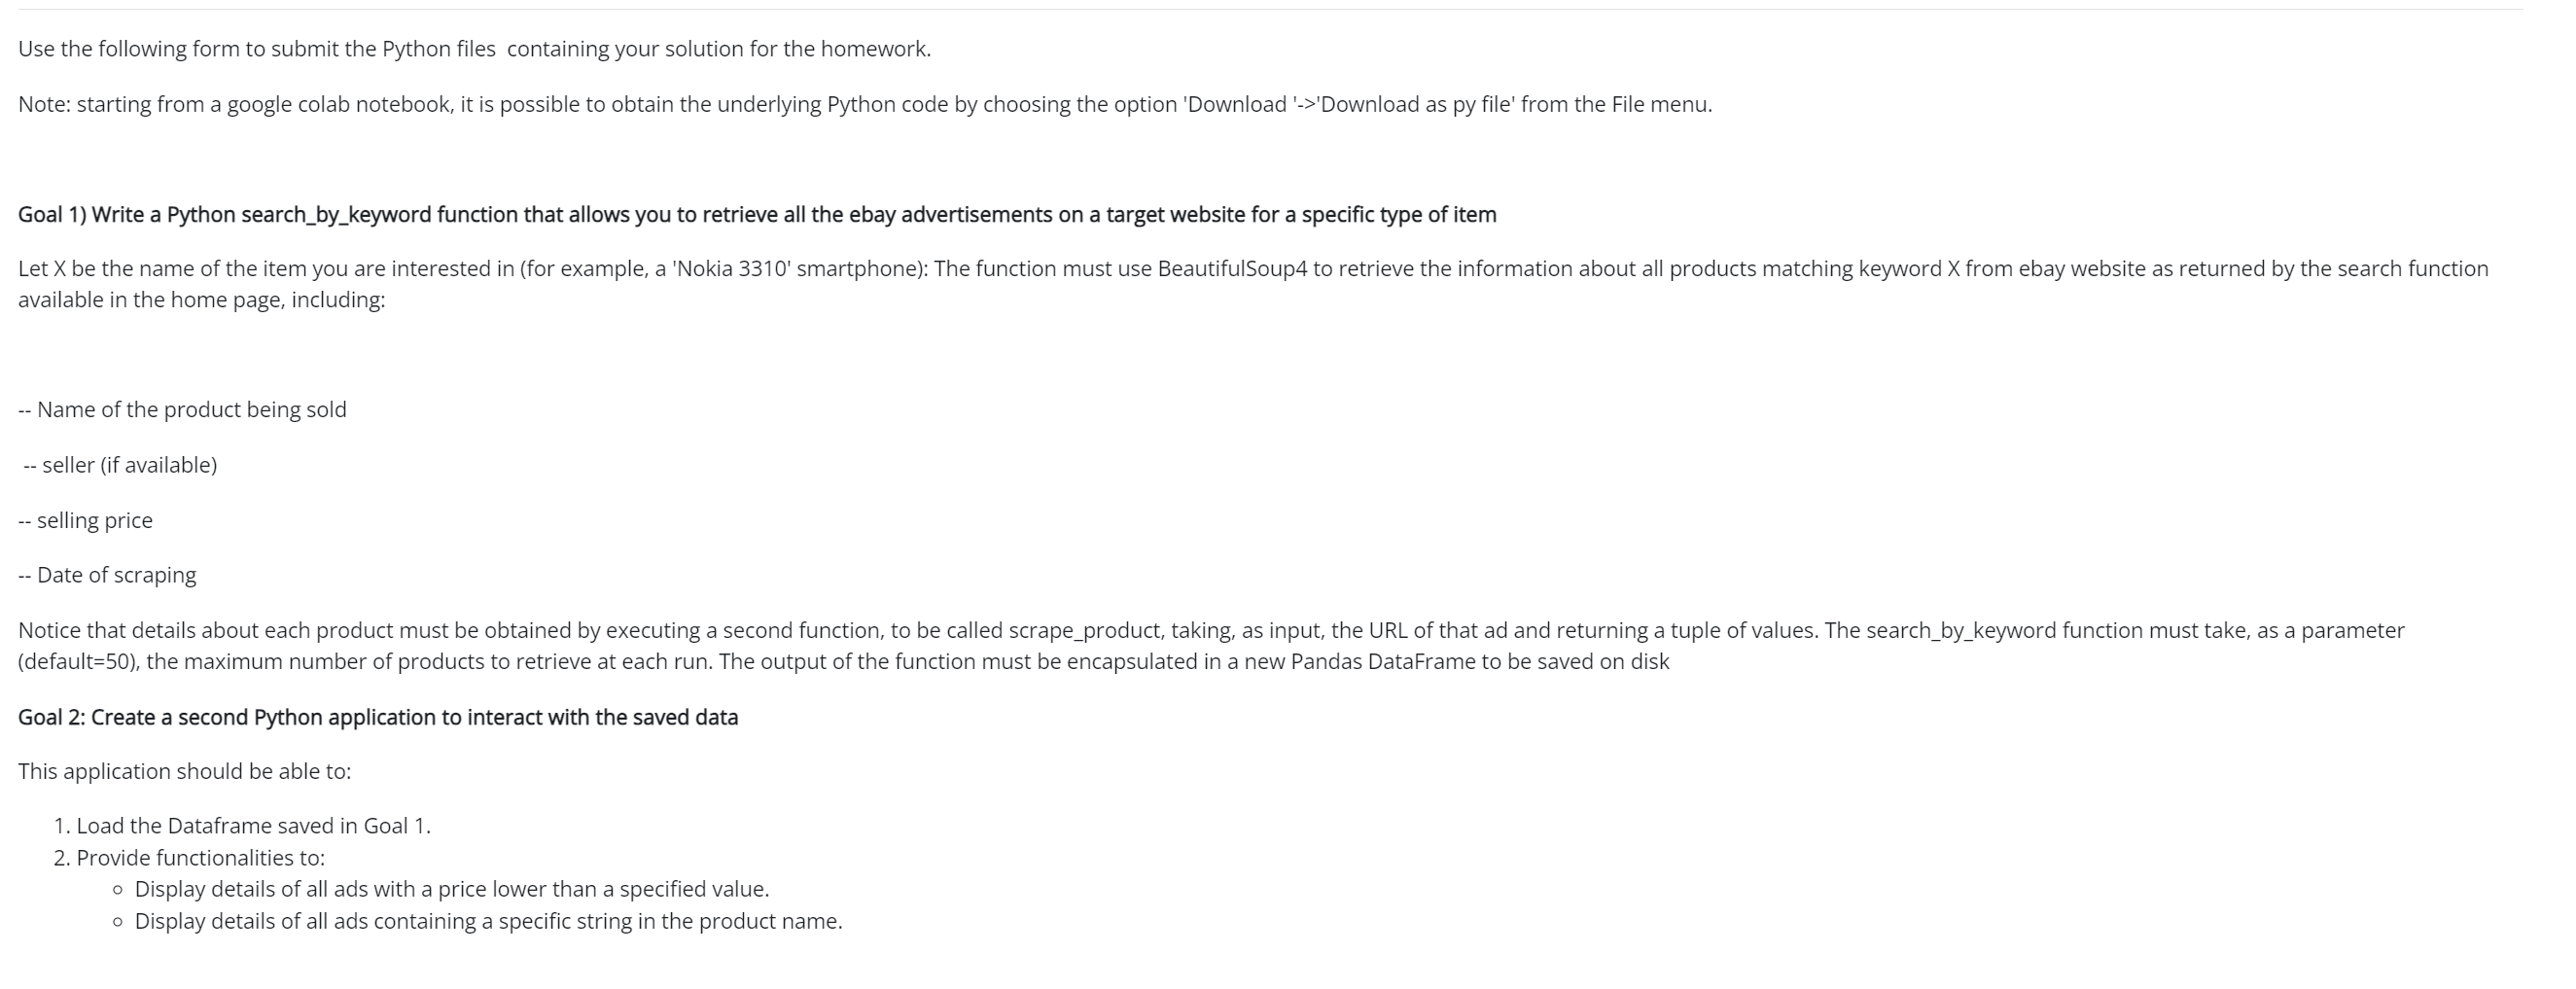 Use the following form to submit the Python files  containing your solution for the homework.
Note: starting from a google colab notebook, it is possible to obtain the underlying Python code by choosing the option 'Download '->'Download as py file' from the File menu.
Goal 1) Write a Python search_by_keyword function that allows you to retrieve all the ebay advertisements on a target website for a specific type of item
Let X be the name of the item you are interested in (for example, a 'Nokia 3310' smartphone): The function must use BeautifulSoup4 to retrieve the information about all products matching keyword X from ebay website as returned by the search function
available in the home page, including:
-- Name of the product being sold
-- seller (if available)
-- selling price
-- Date of scraping
Notice that details about each product must be obtained by executing a second function, to be called scrape_product, taking, as input, the URL of that ad and returning a tuple of values. The search_by_keyword function must take, as a parameter
(default=50), the maximum number of products to retrieve at each run. The output of the function must be encapsulated in a new Pandas DataFrame to be saved on disk
Goal 2: Create a second Python application to interact with the saved data
This application should be able to:
1. Load the Dataframe saved in Goal 1.
2. Provide functionalities to:
○ Display details of all ads with a price lower than a specified value.
○ Display details of all ads containing a specific string in the product name.